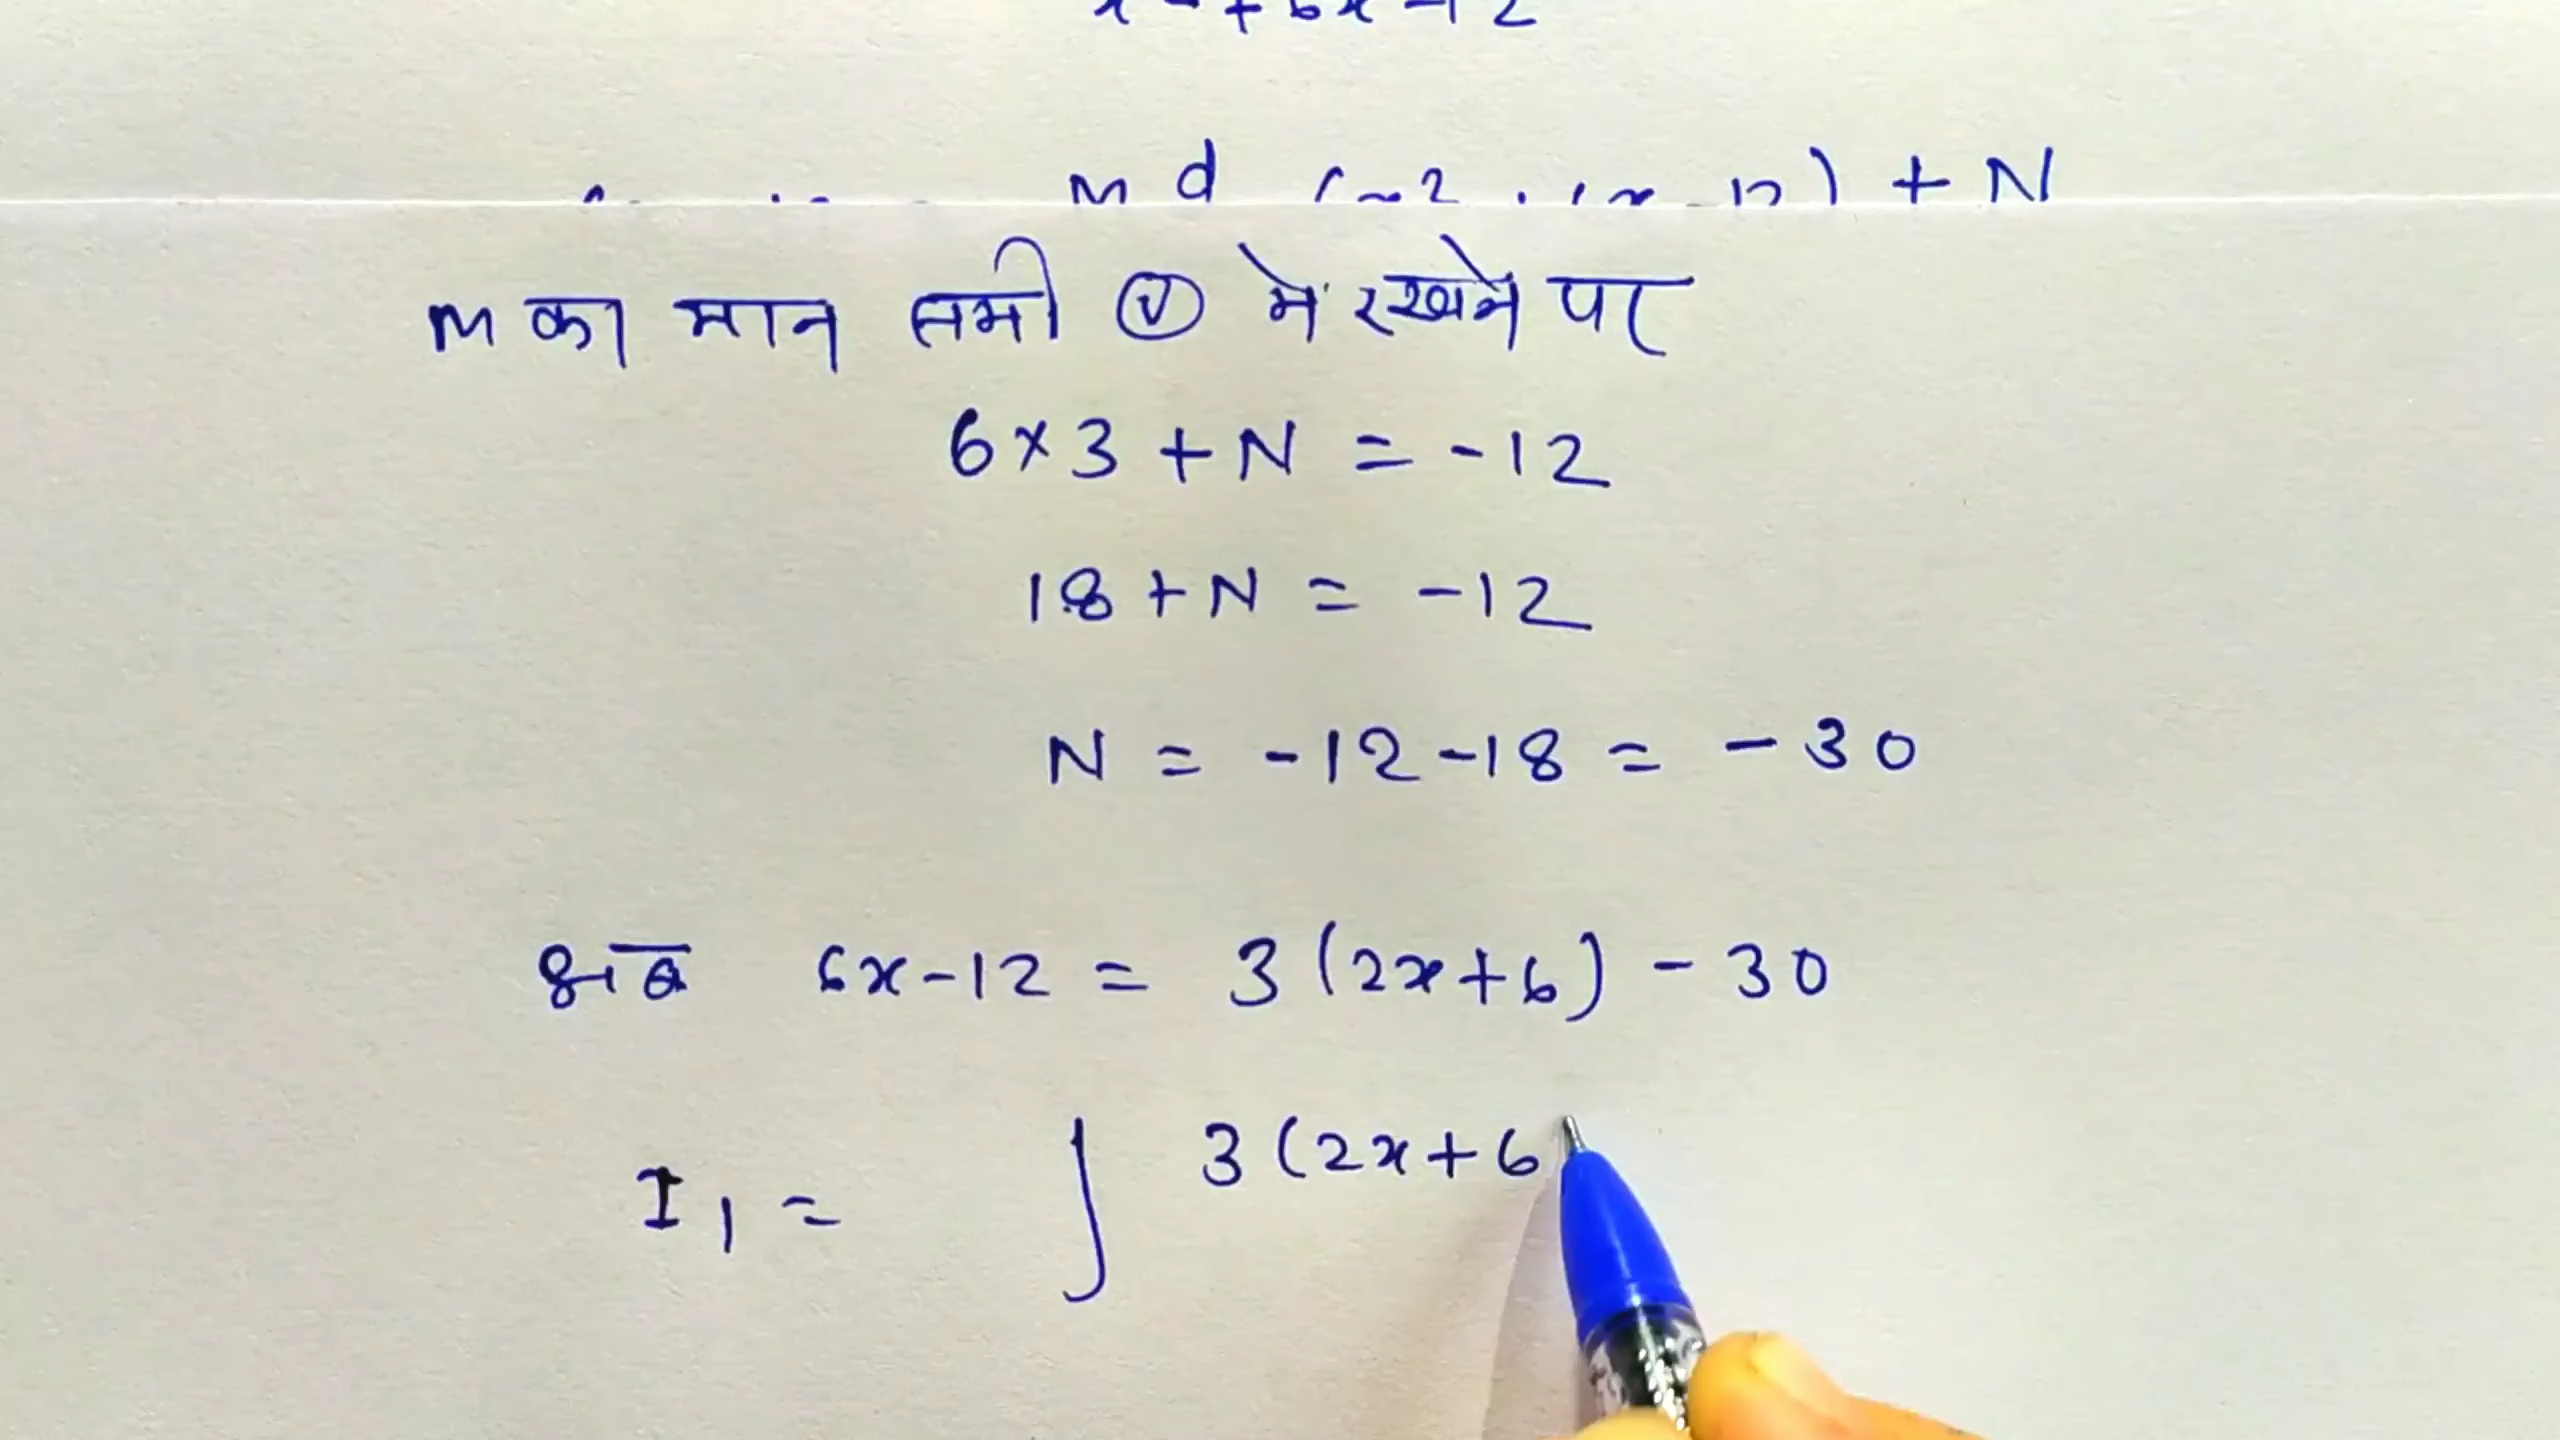 m d + N
m का मान समी (v) मे रखने पर
6×3 + N = -12
18 + N = -12
N = -12 -18 = -30
अब 6x-12 = 3(2x+6) - 30
I₁ = ∫ 3(2x+6